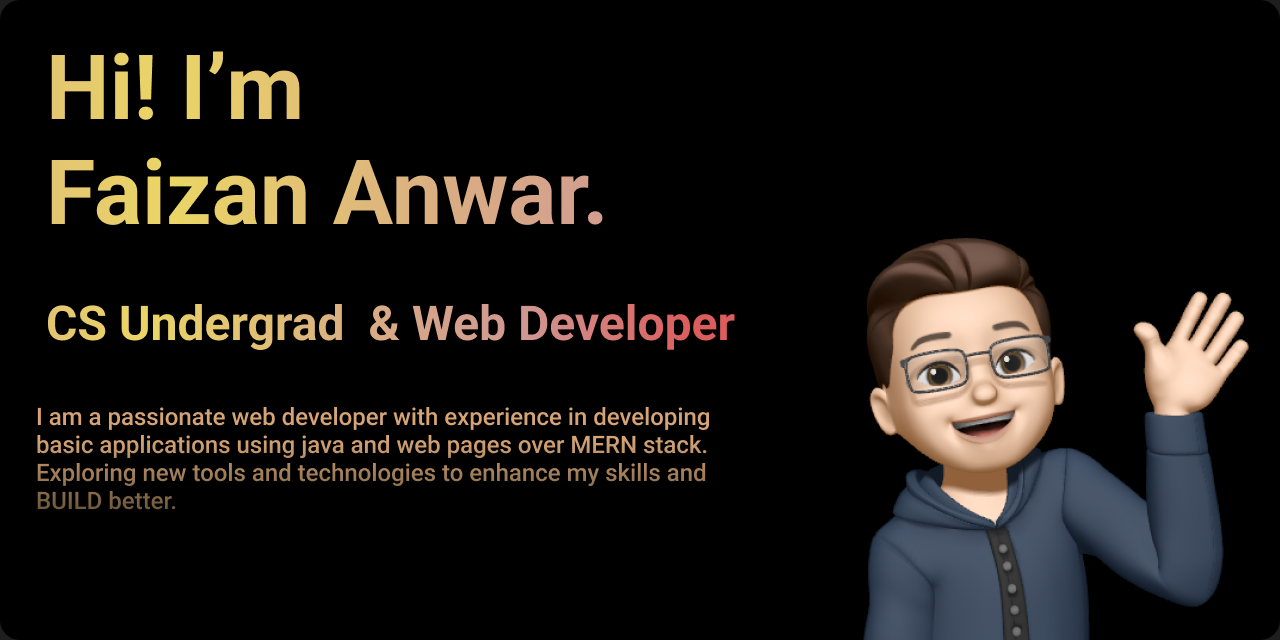 Hi! I’m
Faizan Anwar.
CS Undergrad & Web Developer
I am a passionate web developer with experience in developing
basic applications using java and web pages over MERN stack.
Exploring new tools and technologies to enhance my skills and
BUILD better.